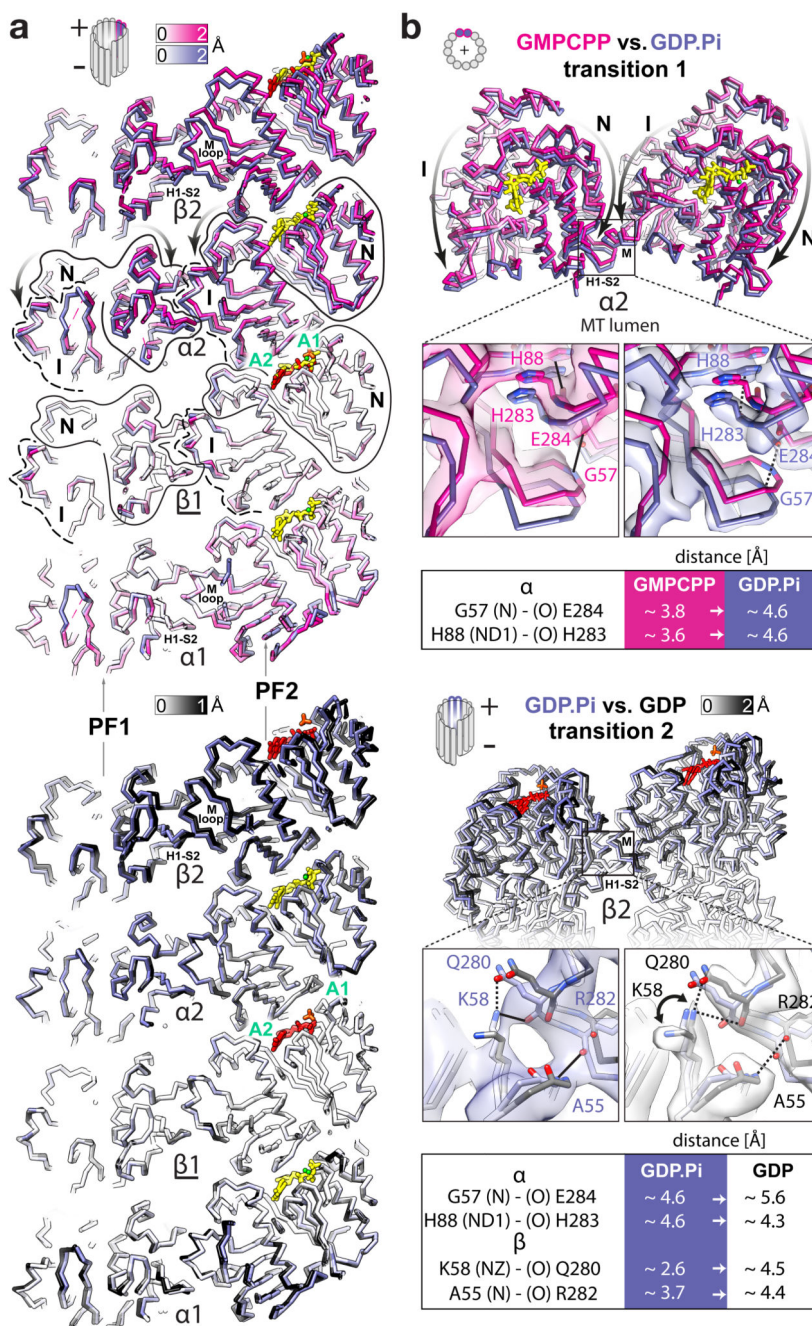 a
+
−
0 2
0 2
Å
M
loop
H1-S2
β2
N
I
N
α2
I
A1
A2
N
N
I
β1
I
M
loop
H1-S2
α1
PF1
PF2
0 1 Å
M
loop
H1-S2
β2
α2
A1
A2
β1
α1
b
+
GMPCPP vs. GDP.Pi
transition 1
I
N
I
N
M
H1-S2
α2
MT lumen
H88
H283
E284
G57
H88
H283
E284
G57
distance [Å]
α GMPCPP GDP.Pi
G57 (N) - (O) E284 ~ 3.8 → ~ 4.6
H88 (ND1) - (O) H283 ~ 3.6 → ~ 4.6
+
−
GDP.Pi vs. GDP
transition 2
0 2 Å
M
H1-S2
β2
Q280
K58
R282
A55
Q280
K58
R282
A55
distance [Å]
α GDP.Pi GDP
G57 (N) - (O) E284 ~ 4.6 → ~ 5.6
H88 (ND1) - (O) H283 ~ 4.6 → ~ 4.3
β
K58 (NZ) - (O) Q280 ~ 2.6 → ~ 4.5
A55 (N) - (O) R282 ~ 3.7 → ~ 4.4